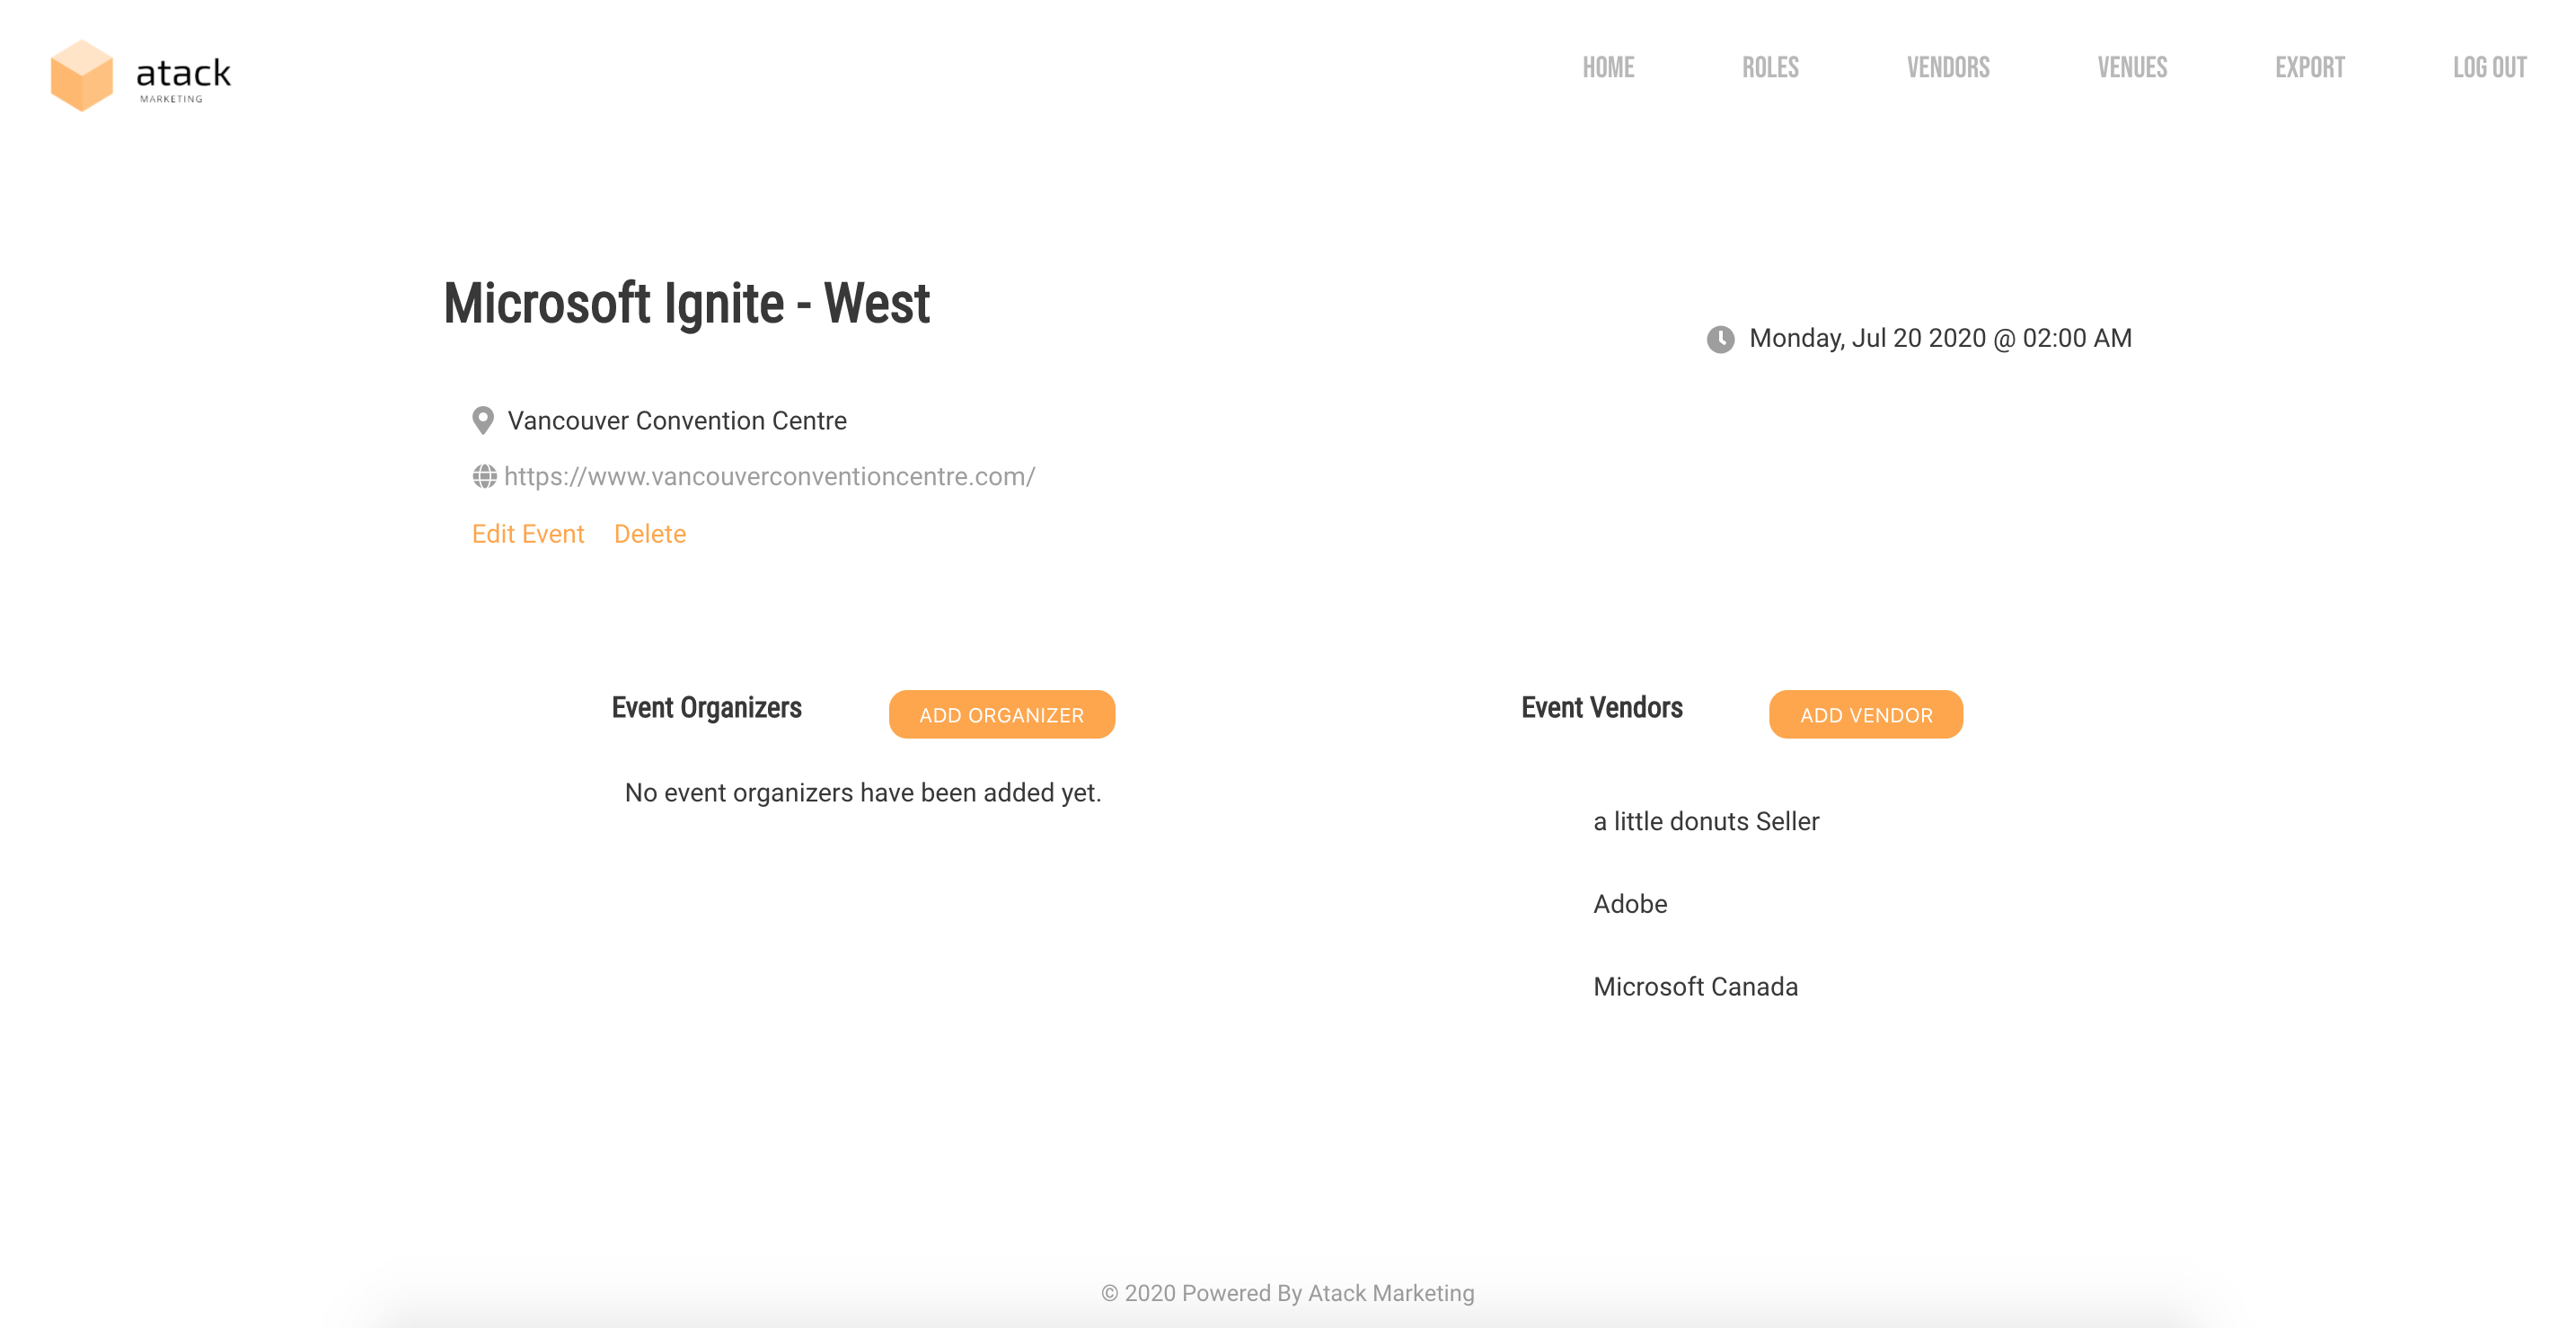 atack
MARKETING
HOME ROLES VENDORS VENUES EXPORT LOG OUT
Microsoft Ignite - West
Monday, Jul 20 2020 @ 02:00 AM
Vancouver Convention Centre
https://www.vancouverconventioncentre.com/
Edit Event Delete
Event Organizers ADD ORGANIZER
No event organizers have been added yet.
Event Vendors ADD VENDOR
a little donuts Seller
Adobe
Microsoft Canada
© 2020 Powered By Atack Marketing